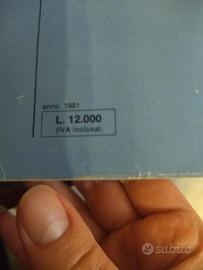 anno 1981
L. 12.000
(IVA inclusa)
subito